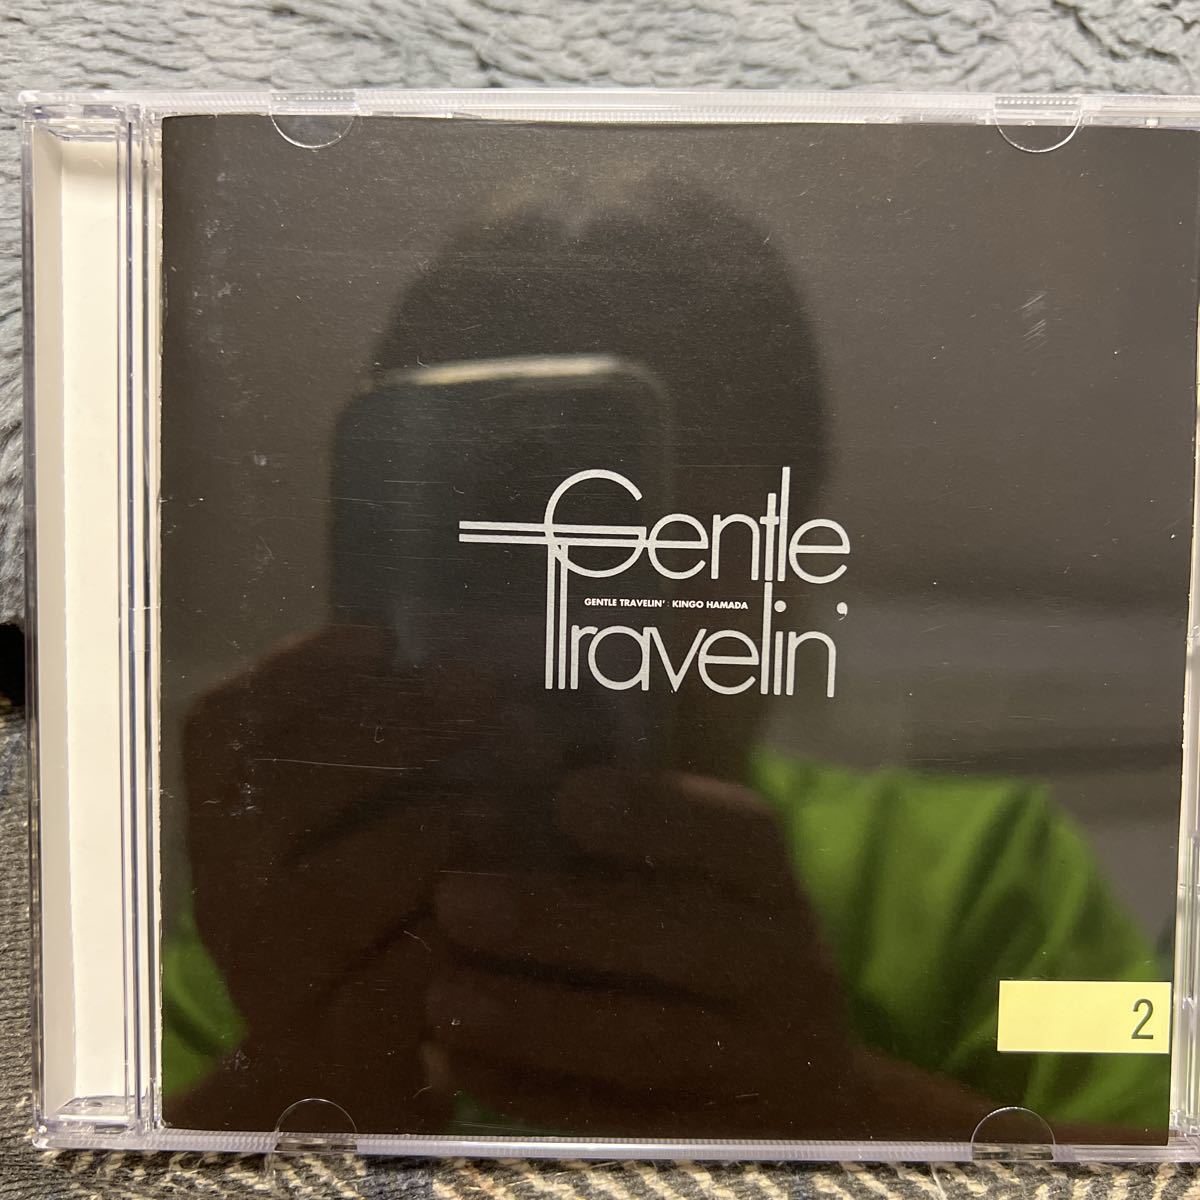 Gentle
GENTLE TRAVELIN' : KINGO HAMADA
Travelin'
2